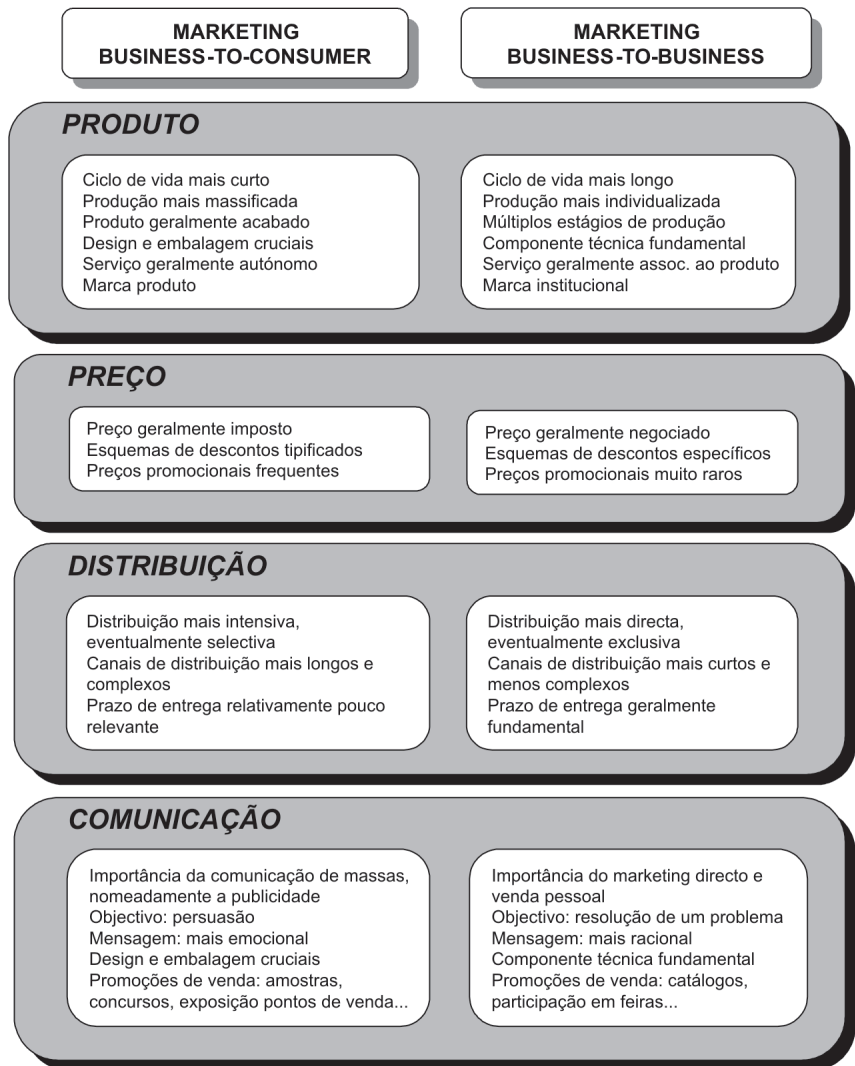 MARKETING
BUSINESS-TO-CONSUMER
MARKETING
BUSINESS-TO-BUSINESS
PRODUTO
Ciclo de vida mais curto
Produção mais massificada
Produto geralmente acabado
Design e embalagem cruciais
Serviço geralmente autónomo
Marca produto
Ciclo de vida mais longo
Produção mais individualizada
Múltiplos estágios de produção
Componente técnica fundamental
Serviço geralmente assoc. ao produto
Marca institucional
PREÇO
Preço geralmente imposto
Esquemas de descontos tipificados
Preços promocionais frequentes
Preço geralmente negociado
Esquemas de descontos específicos
Preços promocionais muito raros
DISTRIBUIÇÃO
Distribuição mais intensiva,
eventualmente selectiva
Canais de distribuição mais longos e
complexos
Prazo de entrega relativamente pouco
relevante
Distribuição mais directa,
eventualmente exclusiva
Canais de distribuição mais curtos e
menos complexos
Prazo de entrega geralmente
fundamental
COMUNICAÇÃO
Importância da comunicação de massas,
nomeadamente a publicidade
Objectivo: persuasão
Mensagem: mais emocional
Design e embalagem cruciais
Promoções de venda: amostras,
concursos, exposição pontos de venda...
Importância do marketing directo e
venda pessoal
Objectivo: resolução de um problema
Mensagem: mais racional
Componente técnica fundamental
Promoções de venda: catálogos,
participação em feiras...